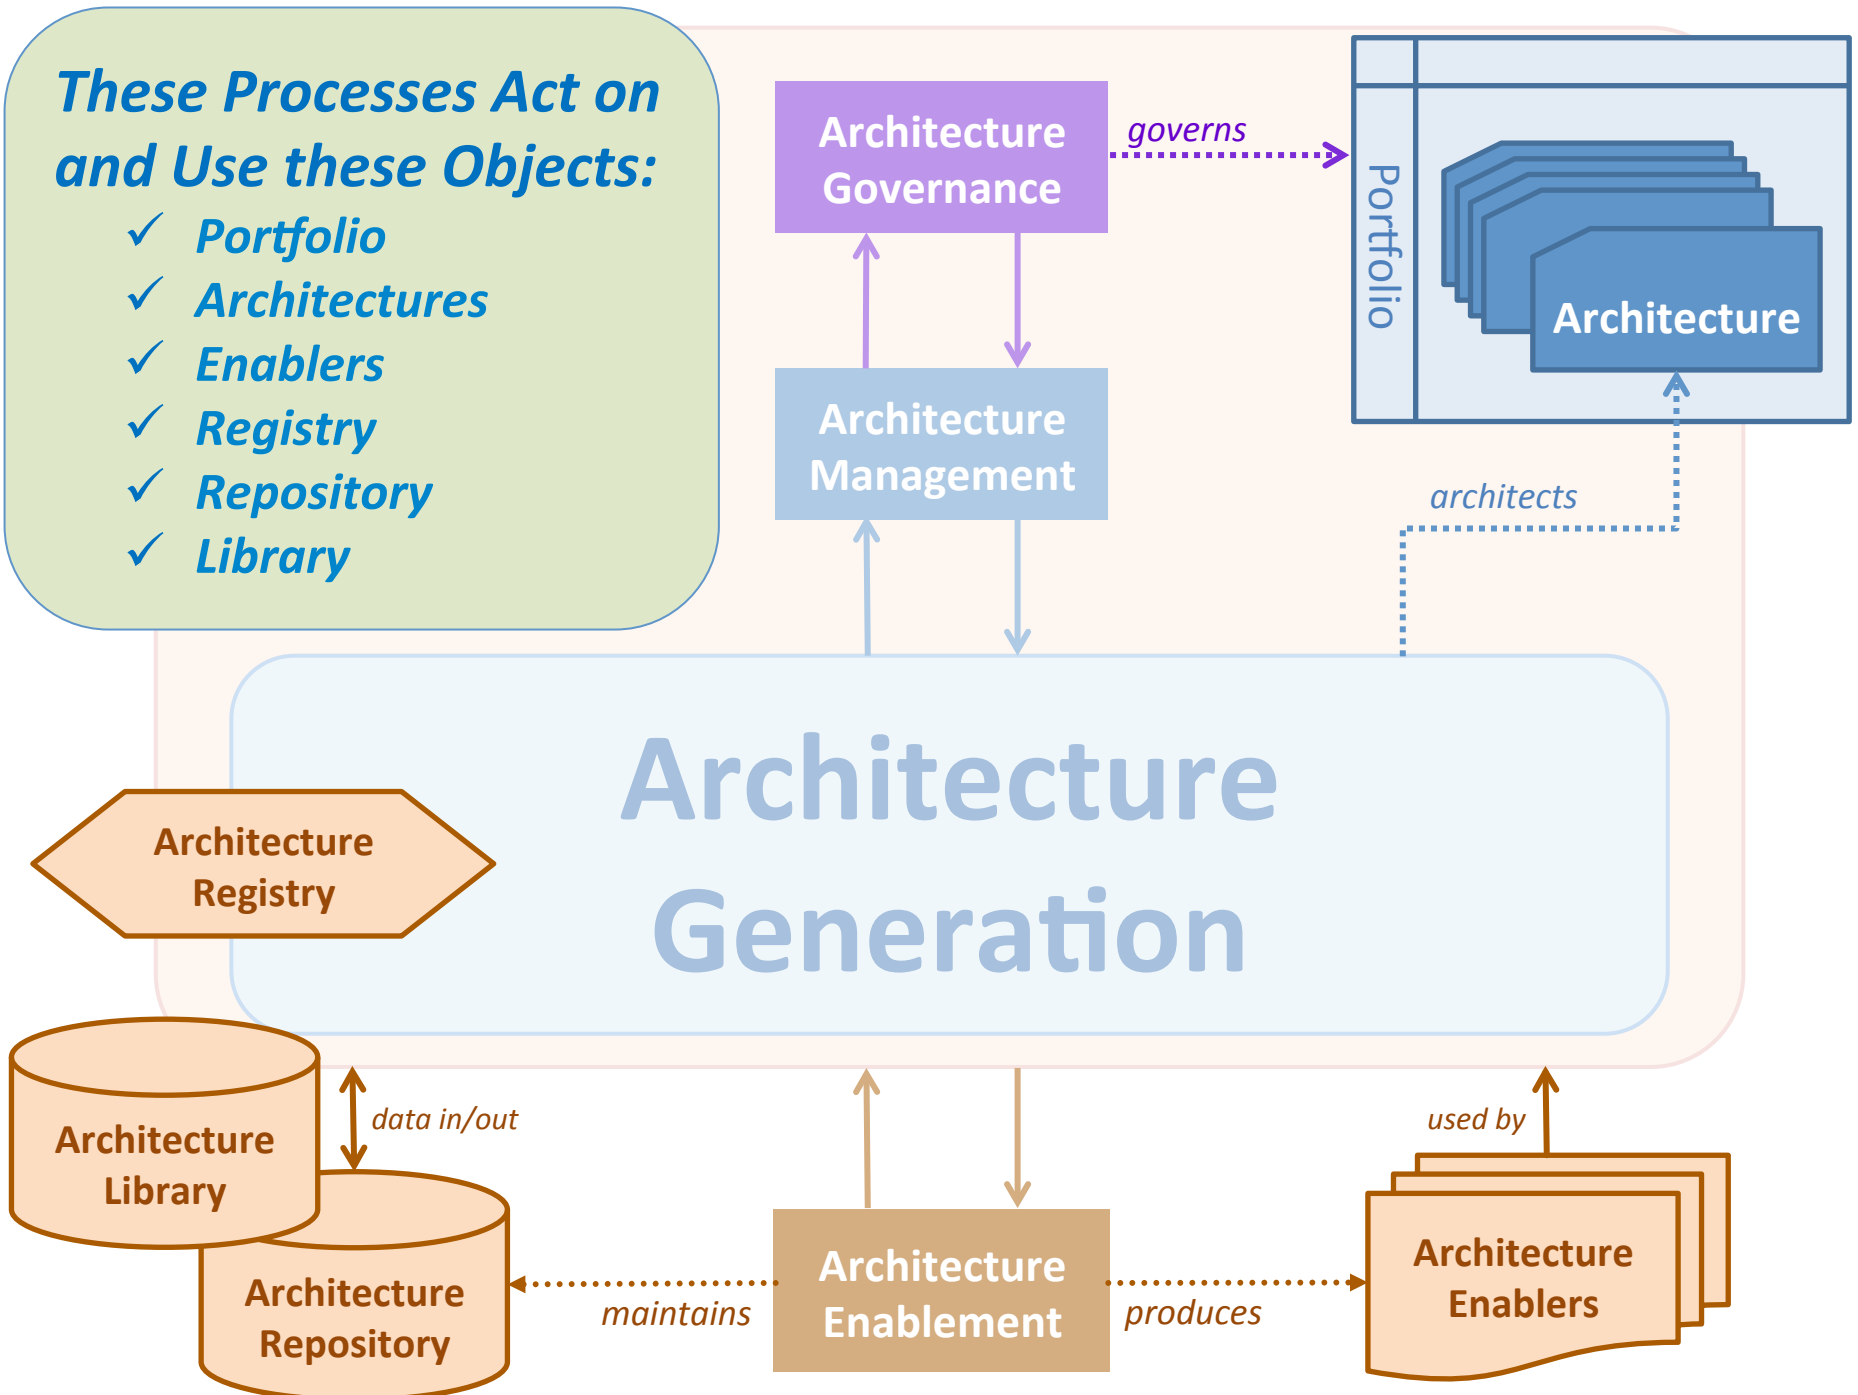 These Processes Act on
and Use these Objects:
✓ Portfolio
✓ Architectures
✓ Enablers
✓ Registry
✓ Repository
✓ Library
Architecture
Governance
governs
Portfolio
Architecture
Architecture
Management
architects
Architecture
Generation
Architecture
Registry
Architecture
Library
data in/out
used by
Architecture
Repository
maintains
Architecture
Enablement
produces
Architecture
Enablers